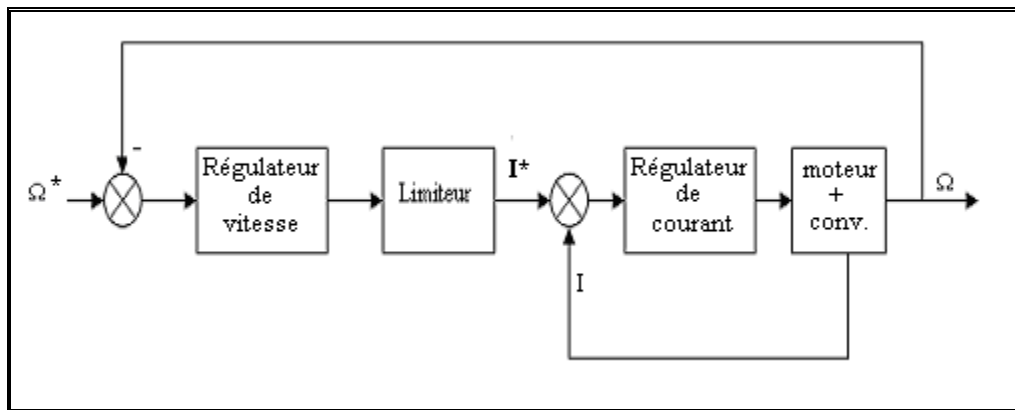 -
Ω*
Régulateur
de
vitesse
Limiteur
I*
Régulateur
de
courant
moteur
+
conv.
Ω
I